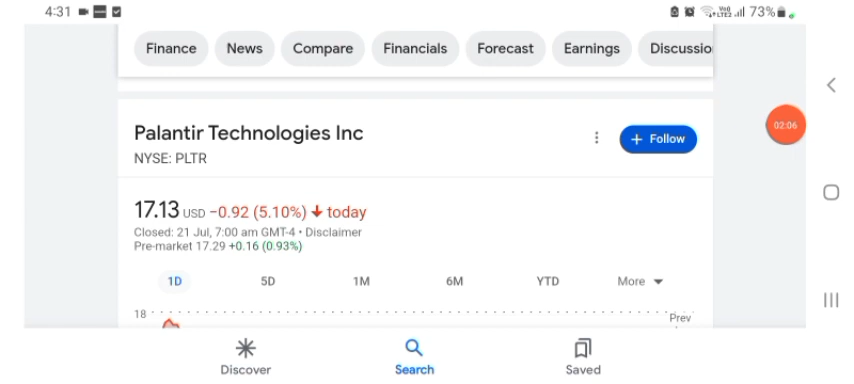 4:31
Vo))
LTE2
73%
Finance News Compare Financials Forecast Earnings Discussio
02:06
Palantir Technologies Inc
+ Follow
NYSE: PLTR
17.13 USD −0.92 (5.10%) ↓ today
Closed: 21 Jul, 7:00 am GMT-4 • Disclaimer
Pre-market 17.29 +0.16 (0.93%)
1D 5D 1M 6M YTD More
18
Prev
Discover Search Saved